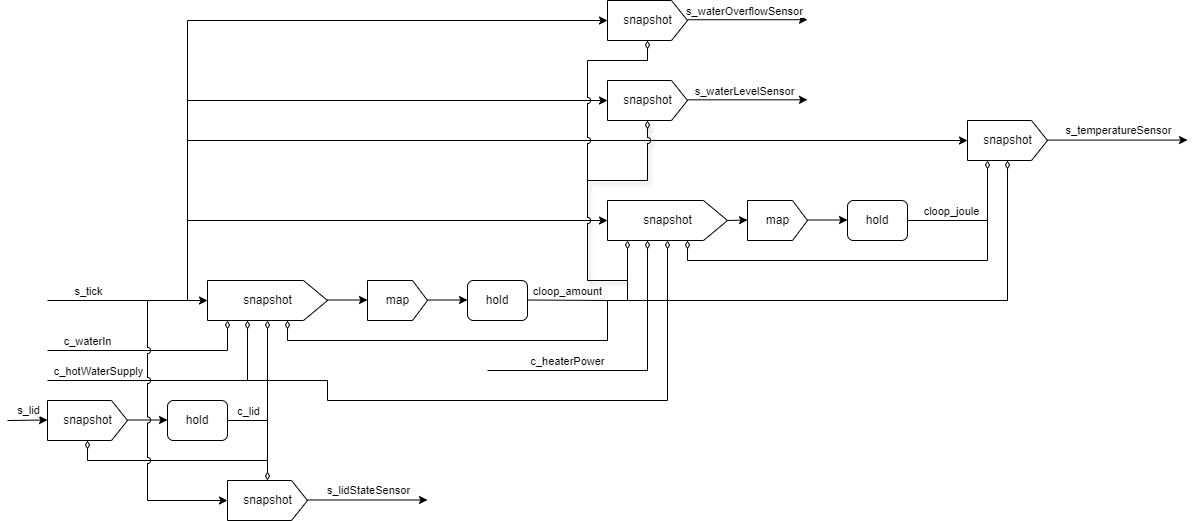 snapshot
s_waterOverflowSensor
snapshot
s_waterLevelSensor
snapshot
s_temperatureSensor
snapshot
map
hold
cloop_joule
s_tick
snapshot
map
hold
cloop_amount
c_waterIn
c_heaterPower
c_hotWaterSupply
s_lid
snapshot
hold
c_lid
snapshot
s_lidStateSensor